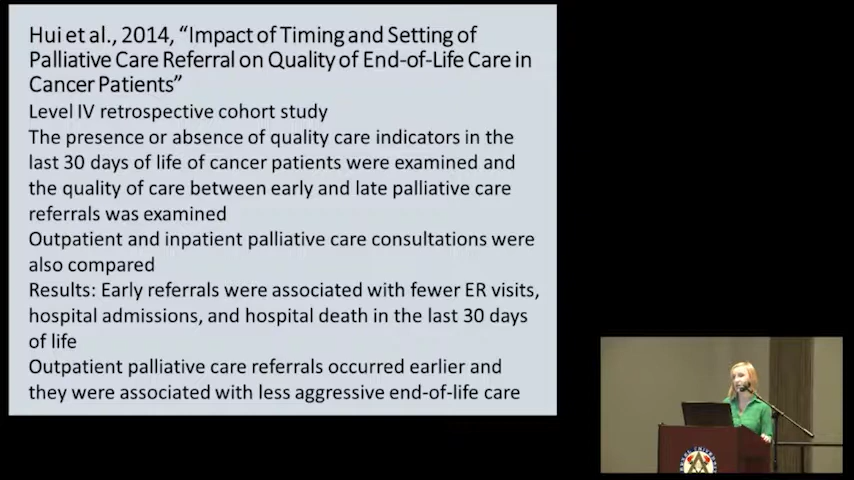 Hui et al., 2014, “Impact of Timing and Setting of
Palliative Care Referral on Quality of End-of-Life Care in
Cancer Patients”
Level IV retrospective cohort study
The presence or absence of quality care indicators in the
last 30 days of life of cancer patients were examined and
the quality of care between early and late palliative care
referrals was examined
Outpatient and inpatient palliative care consultations were
also compared
Results: Early referrals were associated with fewer ER visits,
hospital admissions, and hospital death in the last 30 days
of life
Outpatient palliative care referrals occurred earlier and
they were associated with less aggressive end-of-life care